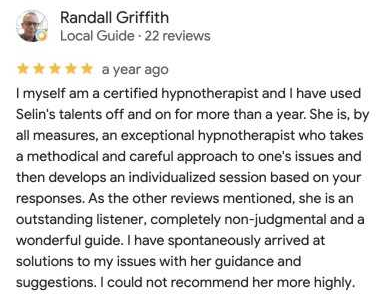 Randall Griffith
Local Guide · 22 reviews
a year ago
I myself am a certified hypnotherapist and I have used
Selin's talents off and on for more than a year. She is, by
all measures, an exceptional hypnotherapist who takes
a methodical and careful approach to one's issues and
then develops an individualized session based on your
responses. As the other reviews mentioned, she is an
outstanding listener, completely non-judgmental and a
wonderful guide. I have spontaneously arrived at
solutions to my issues with her guidance and
suggestions. I could not recommend her more highly.